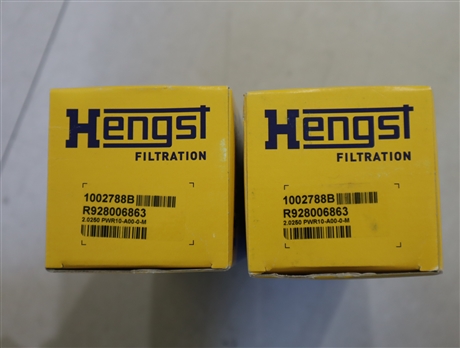 Hengst
FILTRATION
1002788B
R928006863
2.0250 PWR10-A00-0-M
Hengst
FILTRATION
1002788B
R928006863
2.0250 PWR10-A00-0-M